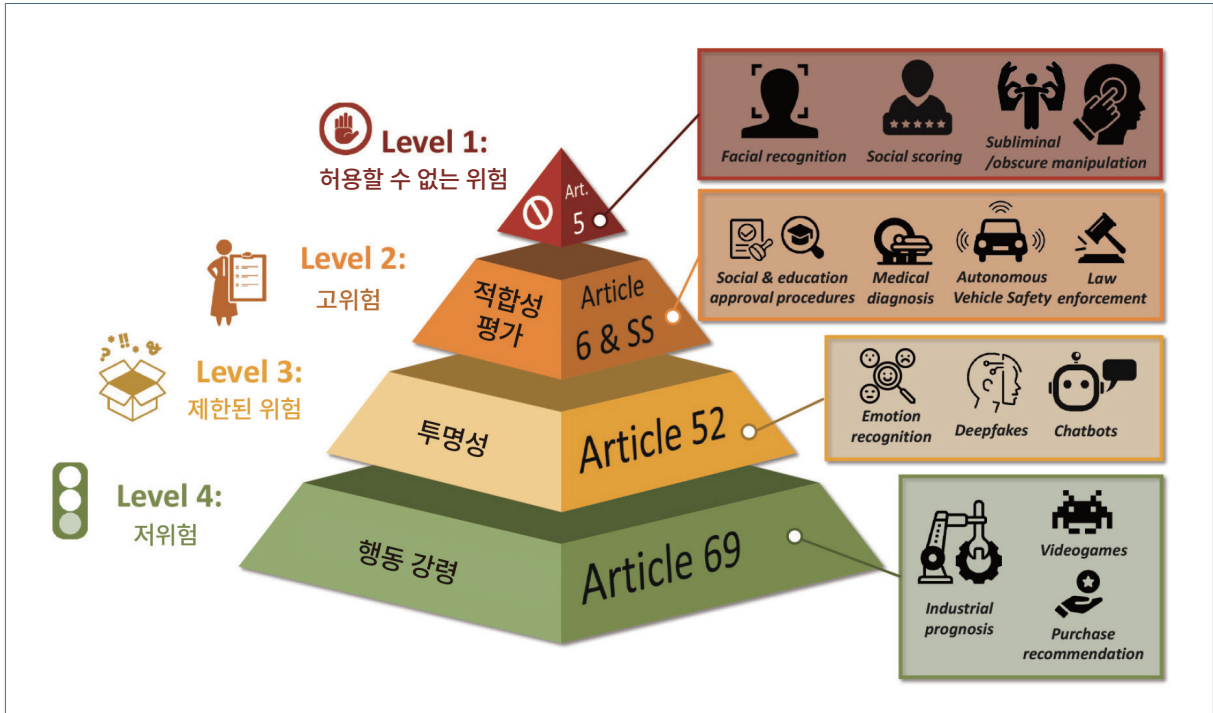 Level 1:
허용할 수 없는 위험
Art.
5
Facial recognition
Social scoring
Subliminal
/obscure manipulation
Level 2:
고위험
적합성
평가
Article
6 & SS
Social & education
approval procedures
Medical
diagnosis
Autonomous
Vehicle Safety
Law
enforcement
?*!!*&
Level 3:
제한된 위험
투명성
Article 52
Emotion
recognition
Deepfakes
Chatbots
Level 4:
저위험
행동 강령
Article 69
Industrial
prognosis
Videogames
Purchase
recommendation